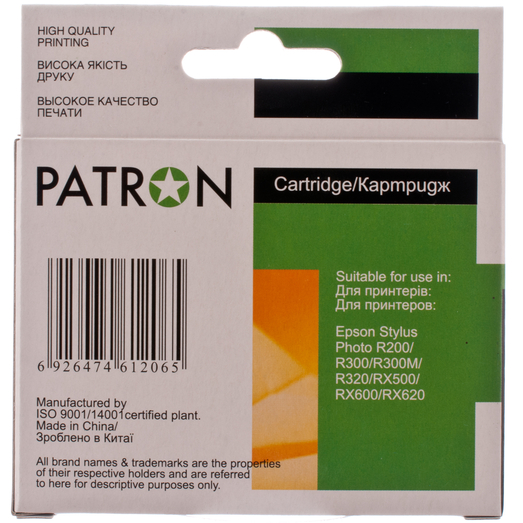 HIGH QUALITY
PRINTING
ВИСОКА ЯКІСТЬ
ДРУКУ
ВЫСОКОЕ КАЧЕСТВО
ПЕЧАТИ
PATRON
Cartridge/Картридж
Suitable for use in:
Для принтерів:
Для принтеров:
Epson Stylus
Photo R200/
R300/R300M/
R320/RX500/
RX600/RX620
6 926474 612065
Manufactured by
ISO 9001/14001certified plant.
Made in China/
Зроблено в Китаї
All brand names & trademarks are the properties
of their respective holders and are referred
to here for descriptive purposes only.